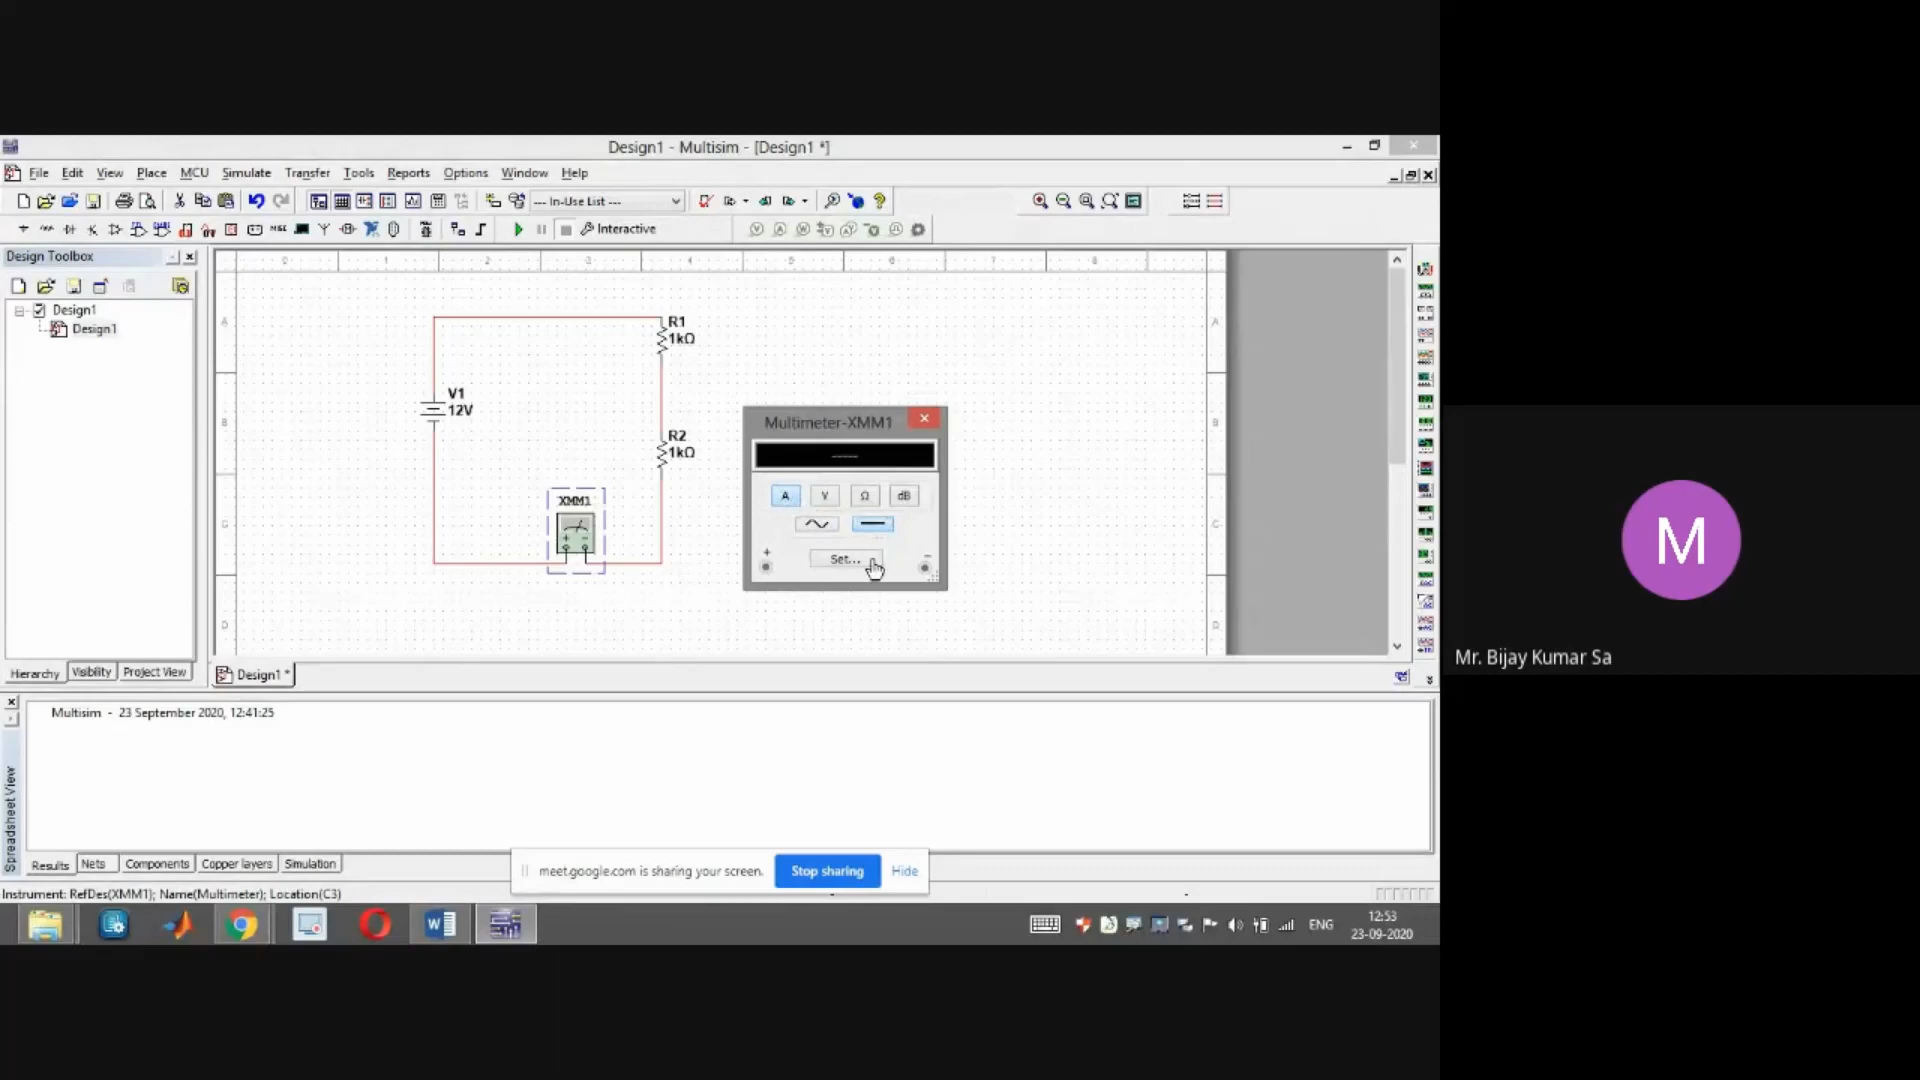 Design1 - Multisim - [Design1 *]
File Edit View Place MCU Simulate Transfer Tools Reports Options Window Help
--- In-Use List ---
Interactive
Design Toolbox
Design1
Design1
R1
1kΩ
V1
12V
R2
1kΩ
XMM1
Multimeter-XMM1
A V Ω dB
+ −
Set...
Hierarchy Visibility Project View
Design1 *
Multisim - 23 September 2020, 12:41:25
Spreadsheet View
Results Nets Components Copper layers Simulation
meet.google.com is sharing your screen. Stop sharing Hide
Instrument: RefDes(XMM1); Name(Multimeter); Location(C3)
ENG
12:53
23-09-2020
M
Mr. Bijay Kumar Sa